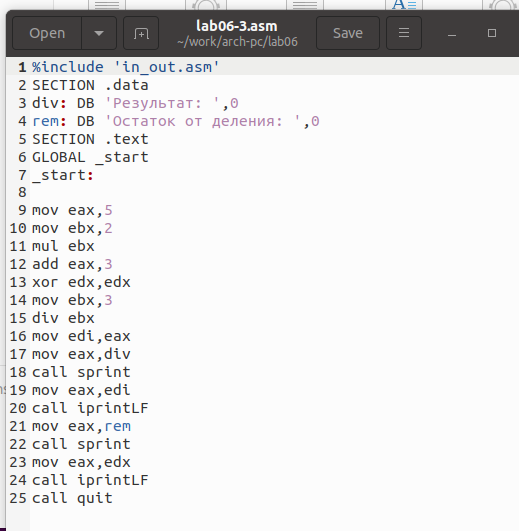 Open
lab06-3.asm
~/work/arch-pc/lab06
Save
1 %include 'in_out.asm'
2 SECTION .data
3 div: DB 'Результат: ',0
4 rem: DB 'Остаток от деления: ',0
5 SECTION .text
6 GLOBAL _start
7 _start:
8
9 mov eax,5
10 mov ebx,2
11 mul ebx
12 add eax,3
13 xor edx,edx
14 mov ebx,3
15 div ebx
16 mov edi,eax
17 mov eax,div
18 call sprint
19 mov eax,edi
20 call iprintLF
21 mov eax,rem
22 call sprint
23 mov eax,edx
24 call iprintLF
25 call quit